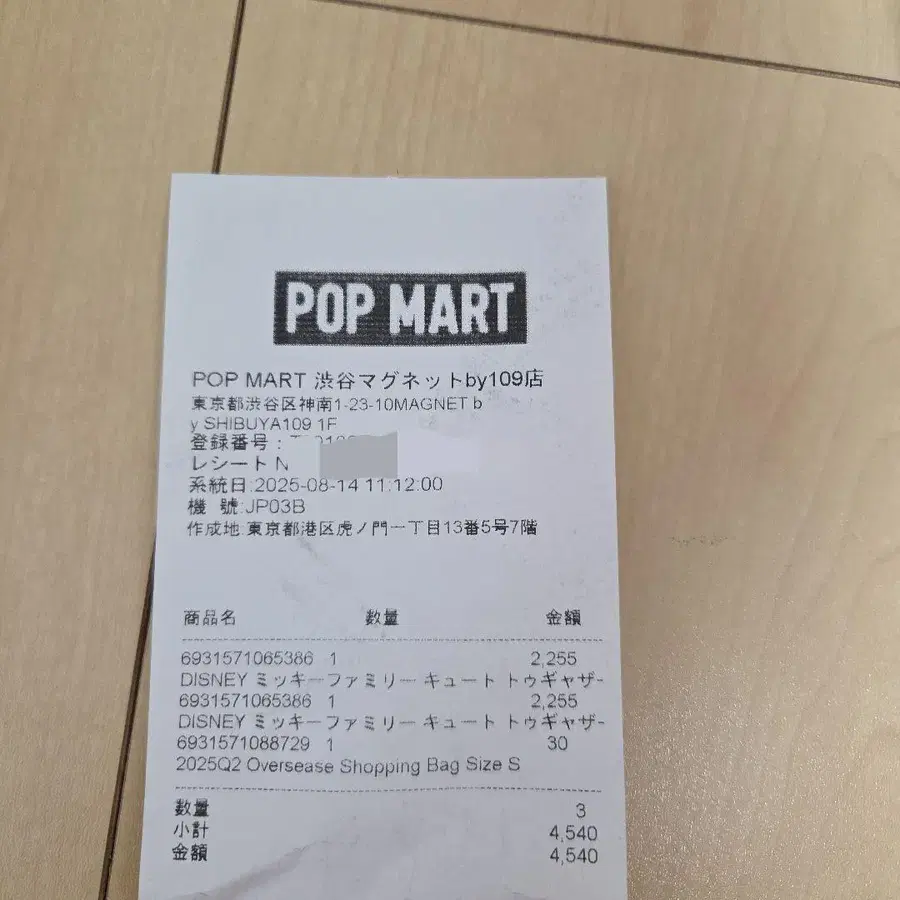 POP MART
POP MART 渋谷マグネットby109店
東京都渋谷区神南1-23-10MAGNET b
y SHIBUYA109 1F
登録番号:
レシート N
系統日:2025-08-14 11:12:00
機 號:JP03B
作成地:東京都港区虎ノ門一丁目13番5号7階
商品名 数量 金額
6931571065386 1 2,255
DISNEY ミッキーファミリー キュート トゥギャザー
6931571065386 1 2,255
DISNEY ミッキーファミリー キュート トゥギャザー
6931571088729 1 30
2025Q2 Oversease Shopping Bag Size S
数量 3
小計 4,540
金額 4,540